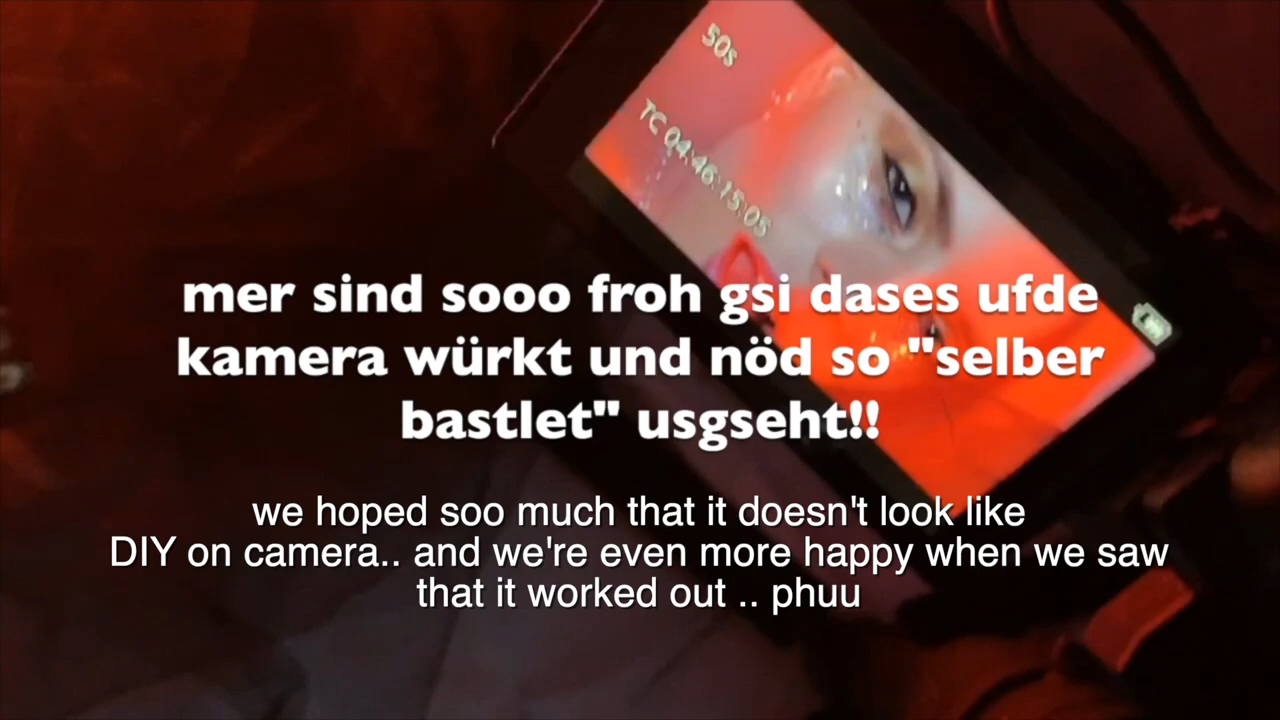 50s
TC 04:46:15:05
mer sind sooo froh gsi dases ufde
kamera würkt und nöd so "selber
bastlet" usgseht!!
we hoped soo much that it doesn't look like
DIY on camera.. and we're even more happy when we saw
that it worked out .. phuu